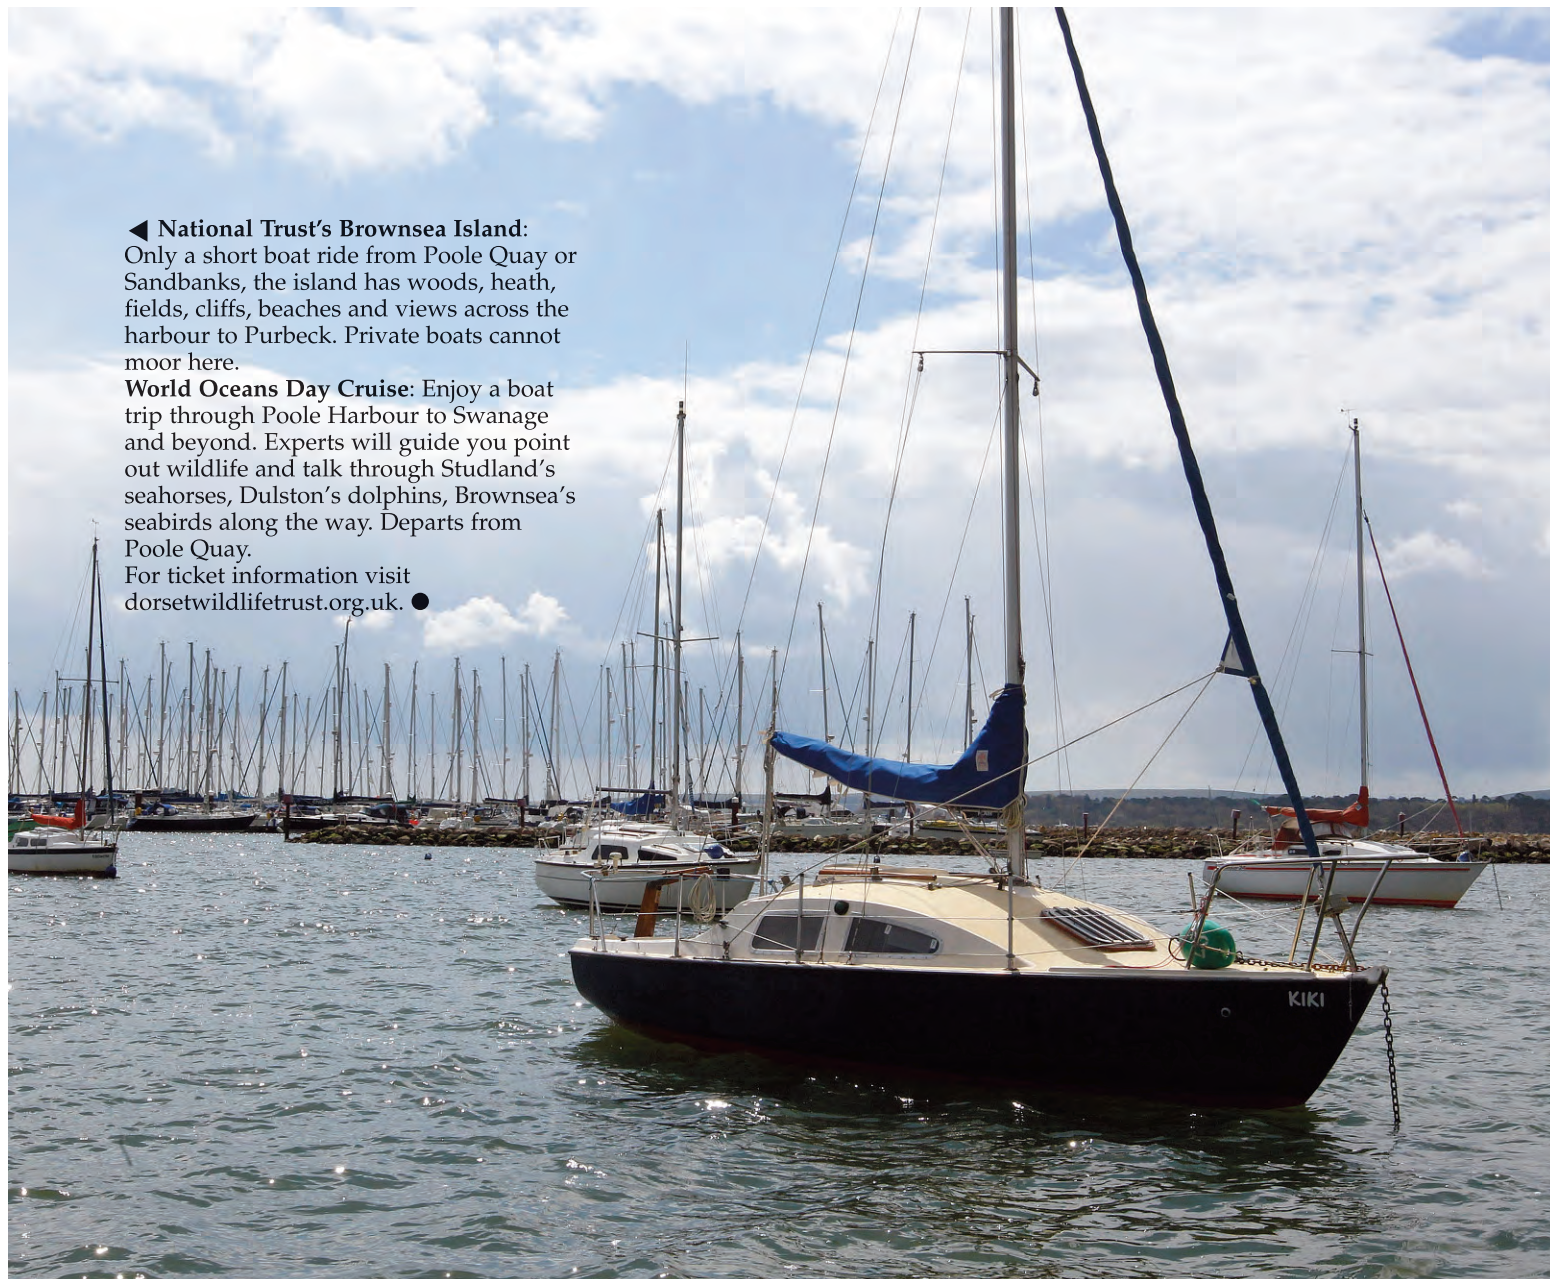 ◀ National Trust’s Brownsea Island:
Only a short boat ride from Poole Quay or
Sandbanks, the island has woods, heath,
fields, cliffs, beaches and views across the
harbour to Purbeck. Private boats cannot
moor here.
World Oceans Day Cruise: Enjoy a boat
trip through Poole Harbour to Swanage
and beyond. Experts will guide you point
out wildlife and talk through Studland’s
seahorses, Dulston’s dolphins, Brownsea’s
seabirds along the way. Departs from
Poole Quay.
For ticket information visit
dorsetwildlifetrust.org.uk. ●
KIKI